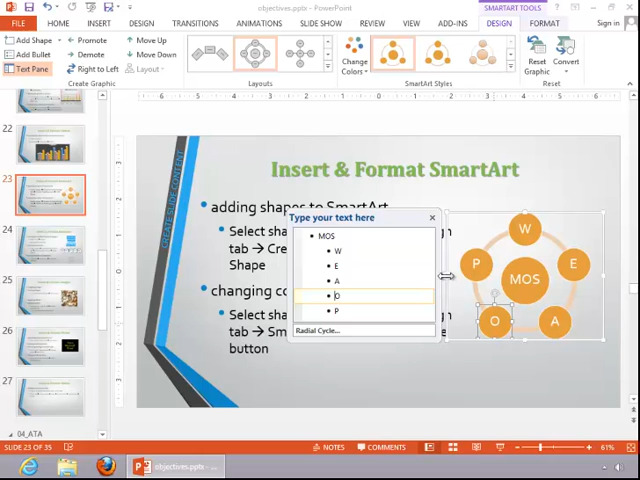 objectives.pptx - PowerPoint
SMARTART TOOLS
FILE HOME INSERT DESIGN TRANSITIONS ANIMATIONS SLIDE SHOW REVIEW VIEW ADD-INS DESIGN FORMAT Sign in
Add Shape
Add Bullet
Text Pane
Promote
Demote
Right to Left
Move Up
Move Down
Layout
Create Graphic
Layouts
Change
Colors
SmartArt Styles
Reset
Graphic
Convert
Reset
22
23
24
25
26
27
04_ATA
CREATE SLIDE CONTENT
Insert & Format SmartArt
adding shapes to SmartArt
Select sha
tab → Crea
Shape
changing co
Select sha
tab → Sm
button
Type your text here
MOS
W
E
A
O
P
Radial Cycle...
W
P
E
MOS
O
A
SLIDE 23 OF 35
NOTES
COMMENTS
61%
objectives.pptx - ...